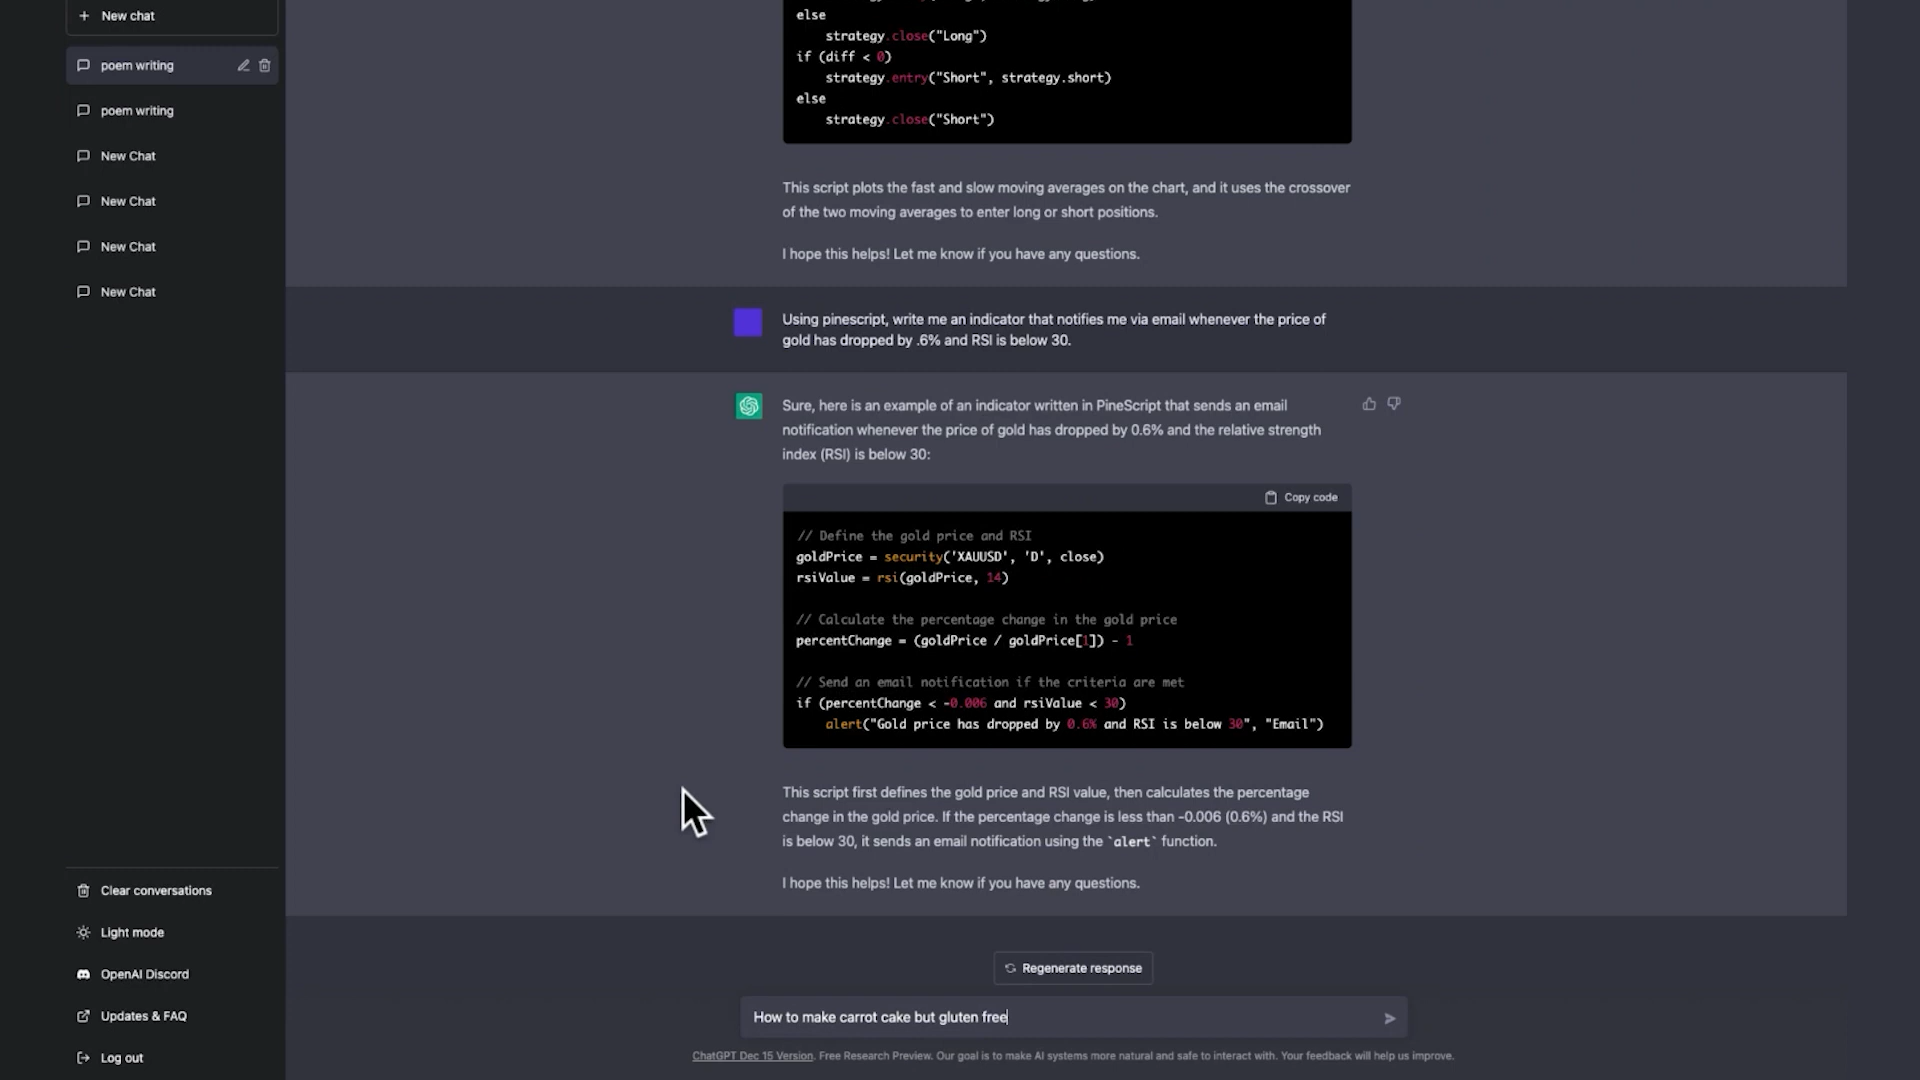 New chat
poem writing
poem writing
New Chat
New Chat
New Chat
New Chat
Clear conversations
Light mode
OpenAI Discord
Updates & FAQ
Log out
else
strategy.close("Long")
if (diff < 0)
strategy.entry("Short", strategy.short)
else
strategy.close("Short")
This script plots the fast and slow moving averages on the chart, and it uses the crossover
of the two moving averages to enter long or short positions.
I hope this helps! Let me know if you have any questions.
Using pinescript, write me an indicator that notifies me via email whenever the price of
gold has dropped by .6% and RSI is below 30.
Sure, here is an example of an indicator written in PineScript that sends an email
notification whenever the price of gold has dropped by 0.6% and the relative strength
index (RSI) is below 30:
Copy code
// Define the gold price and RSI
goldPrice = security('XAUUSD', 'D', close)
rsiValue = rsi(goldPrice, 14)
// Calculate the percentage change in the gold price
percentChange = (goldPrice / goldPrice[1]) - 1
// Send an email notification if the criteria are met
if (percentChange < -0.006 and rsiValue < 30)
alert("Gold price has dropped by 0.6% and RSI is below 30", "Email")
This script first defines the gold price and RSI value, then calculates the percentage
change in the gold price. If the percentage change is less than -0.006 (0.6%) and the RSI
is below 30, it sends an email notification using the `alert` function.
I hope this helps! Let me know if you have any questions.
Regenerate response
How to make carrot cake but gluten free
ChatGPT Dec 15 Version. Free Research Preview. Our goal is to make AI systems more natural and safe to interact with. Your feedback will help us improve.